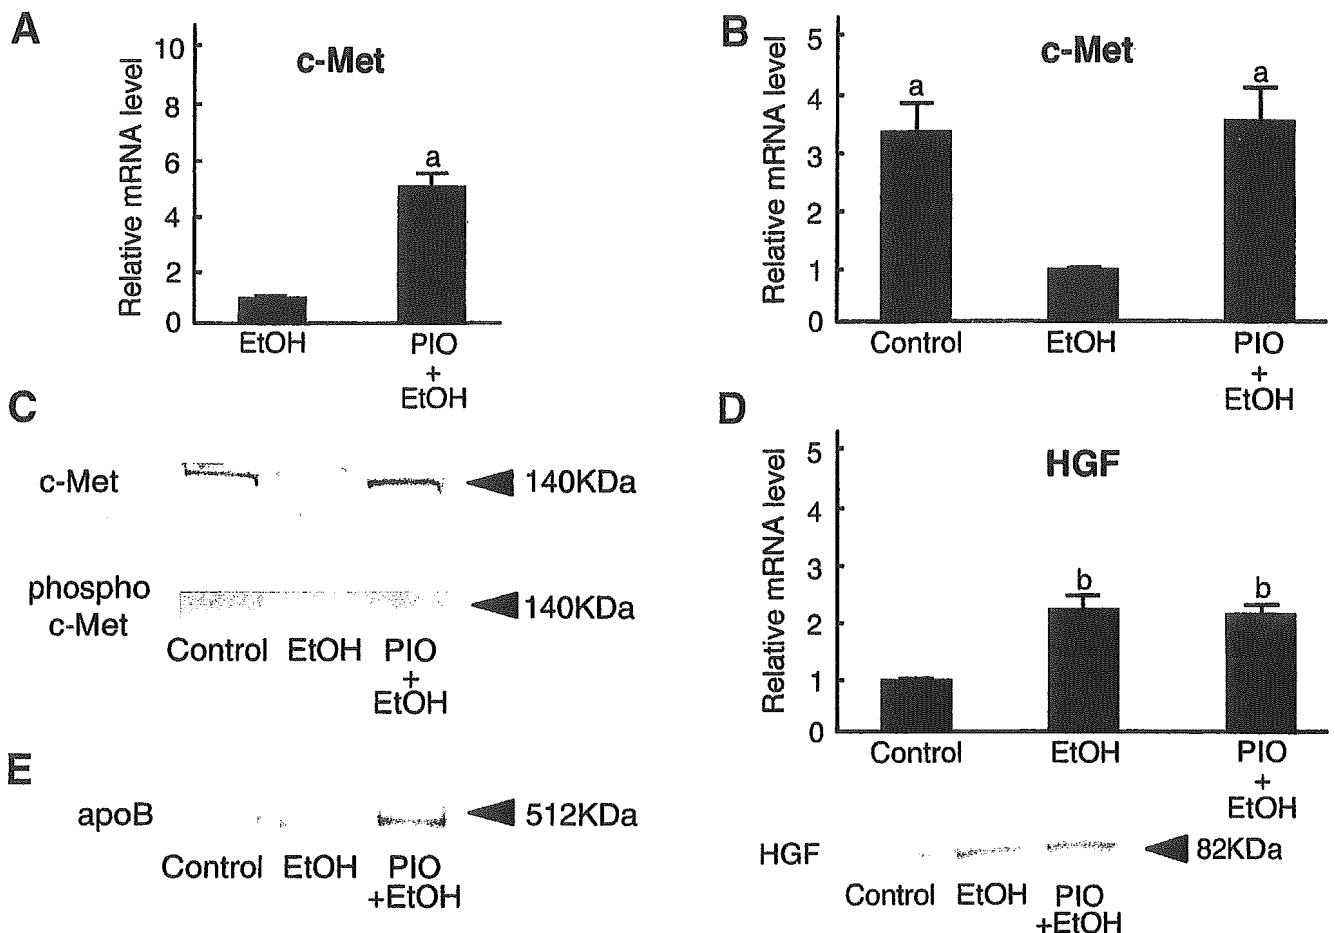 A
c-Met
Relative mRNA level
10
8
6
4
2
0
a
EtOH
PIO
+
EtOH
B
c-Met
Relative mRNA level
5
4
3
2
1
0
a
a
Control
EtOH
PIO
+
EtOH
C
c-Met
140KDa
phospho
c-Met
140KDa
Control EtOH PIO
+
EtOH
D
HGF
Relative mRNA level
5
4
3
2
1
0
b
b
Control
EtOH
PIO
+
EtOH
HGF
82KDa
Control EtOH PIO
+EtOH
E
apoB
512KDa
Control EtOH PIO
+EtOH